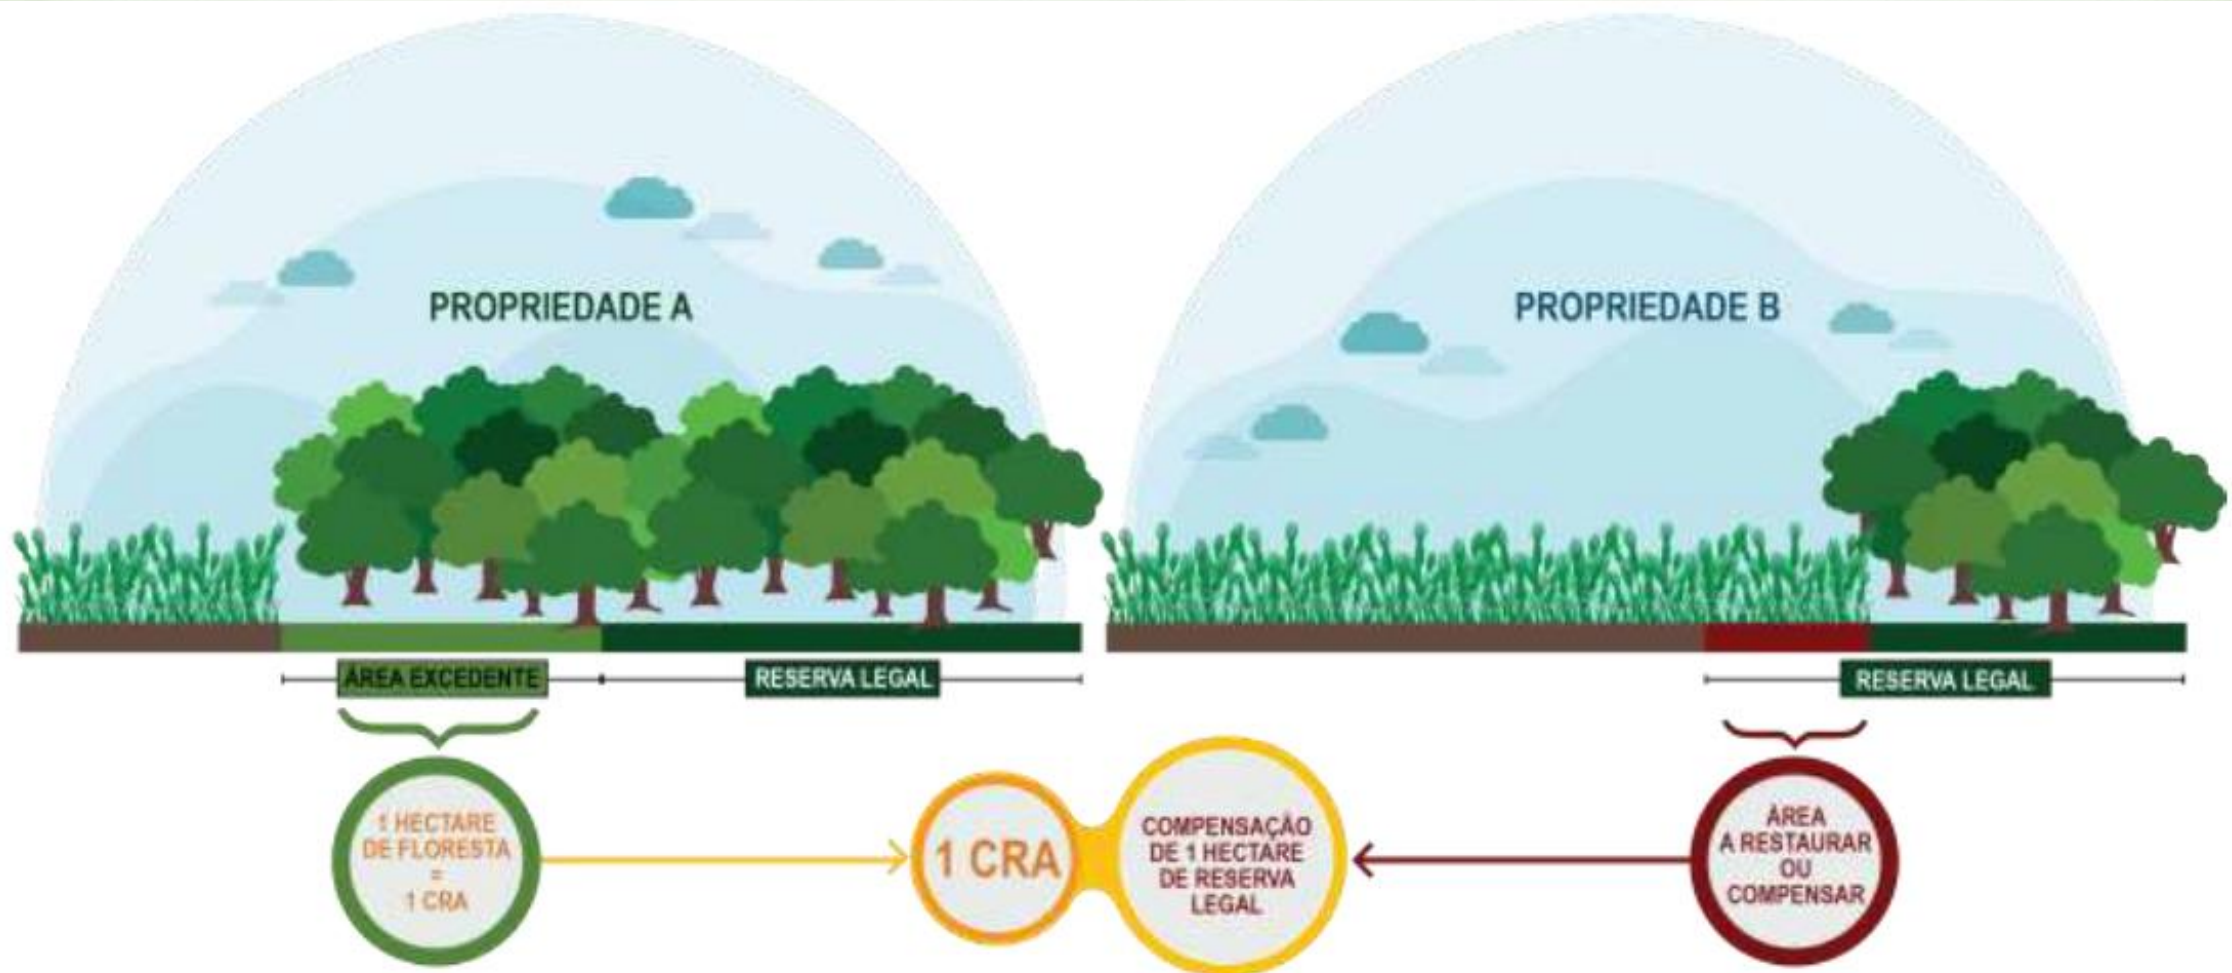 PROPRIEDADE A
PROPRIEDADE B
ÁREA EXCEDENTE
RESERVA LEGAL
RESERVA LEGAL
1 HECTARE
DE FLORESTA
=
1 CRA
1 CRA
COMPENSAÇÃO
DE 1 HECTARE
DE RESERVA
LEGAL
ÁREA
A RESTAURAR
OU
COMPENSAR